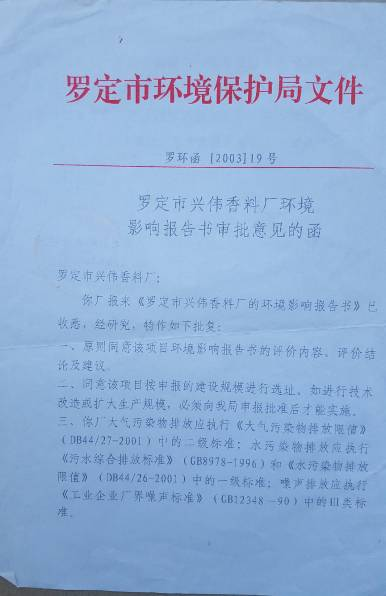 罗定市环境保护局文件
罗环函 [2003]19号
罗定市兴伟香料厂环境
影响报告书审批意见的函
罗定市兴伟香料厂:
你厂报来《罗定市兴伟香料厂的环境影响报告书》已
收悉,经研究,特作如下批复:
一、原则同意该项目环境影响报告书的评价内容、评价结
论及建议。
二、同意该项目按申报的建设规模进行选址,如进行技术
改造或扩大生产规模,必须向我局申报批准后才能实施。
三、你厂大气污染物排放应执行《大气污染物排放限值》
(DB44/27-2001)中的二级标准;水污染物排放应执行
《污水综合排放标准》(GB8978-1996)和《水污染物排放
限值》(DB44/26-2001)中的一级标准;噪声排放应执行
《工业企业厂界噪声标准》(GB12348-90)中的III类标
准。